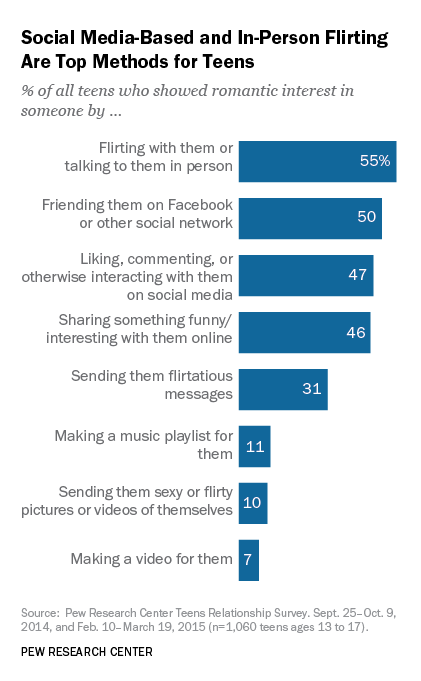 Social Media-Based and In-Person Flirting
Are Top Methods for Teens
% of all teens who showed romantic interest in
someone by ...
Flirting with them or
talking to them in person
55%
Friending them on Facebook
or other social network
50
Liking, commenting, or
otherwise interacting with them
on social media
47
Sharing something funny/
interesting with them online
46
Sending them flirtatious
messages
31
Making a music playlist for
them
11
Sending them sexy or flirty
pictures or videos of themselves
10
Making a video for them
7
Source: Pew Research Center Teens Relationship Survey. Sept. 25–Oct. 9,
2014, and Feb. 10–March 19, 2015 (n=1,060 teens ages 13 to 17).
PEW RESEARCH CENTER